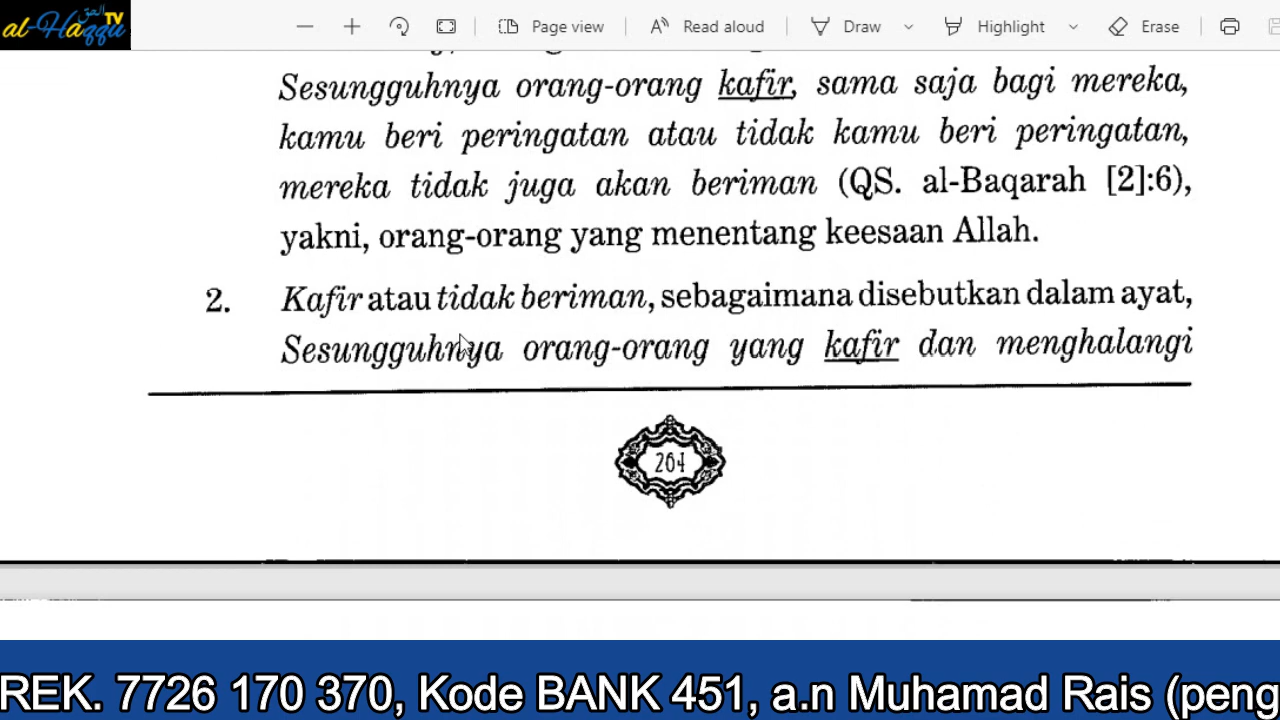 الحق
al-Haqqu TV
Page view
Read aloud
Draw
Highlight
Erase
Sesungguhnya orang-orang kafir, sama saja bagi mereka,
kamu beri peringatan atau tidak kamu beri peringatan,
mereka tidak juga akan beriman (QS. al-Baqarah [2]:6),
yakni, orang-orang yang menentang keesaan Allah.
2. Kafir atau tidak beriman, sebagaimana disebutkan dalam ayat,
Sesungguhnya orang-orang yang kafir dan menghalangi
264
REK. 7726 170 370, Kode BANK 451, a.n Muhamad Rais (peng